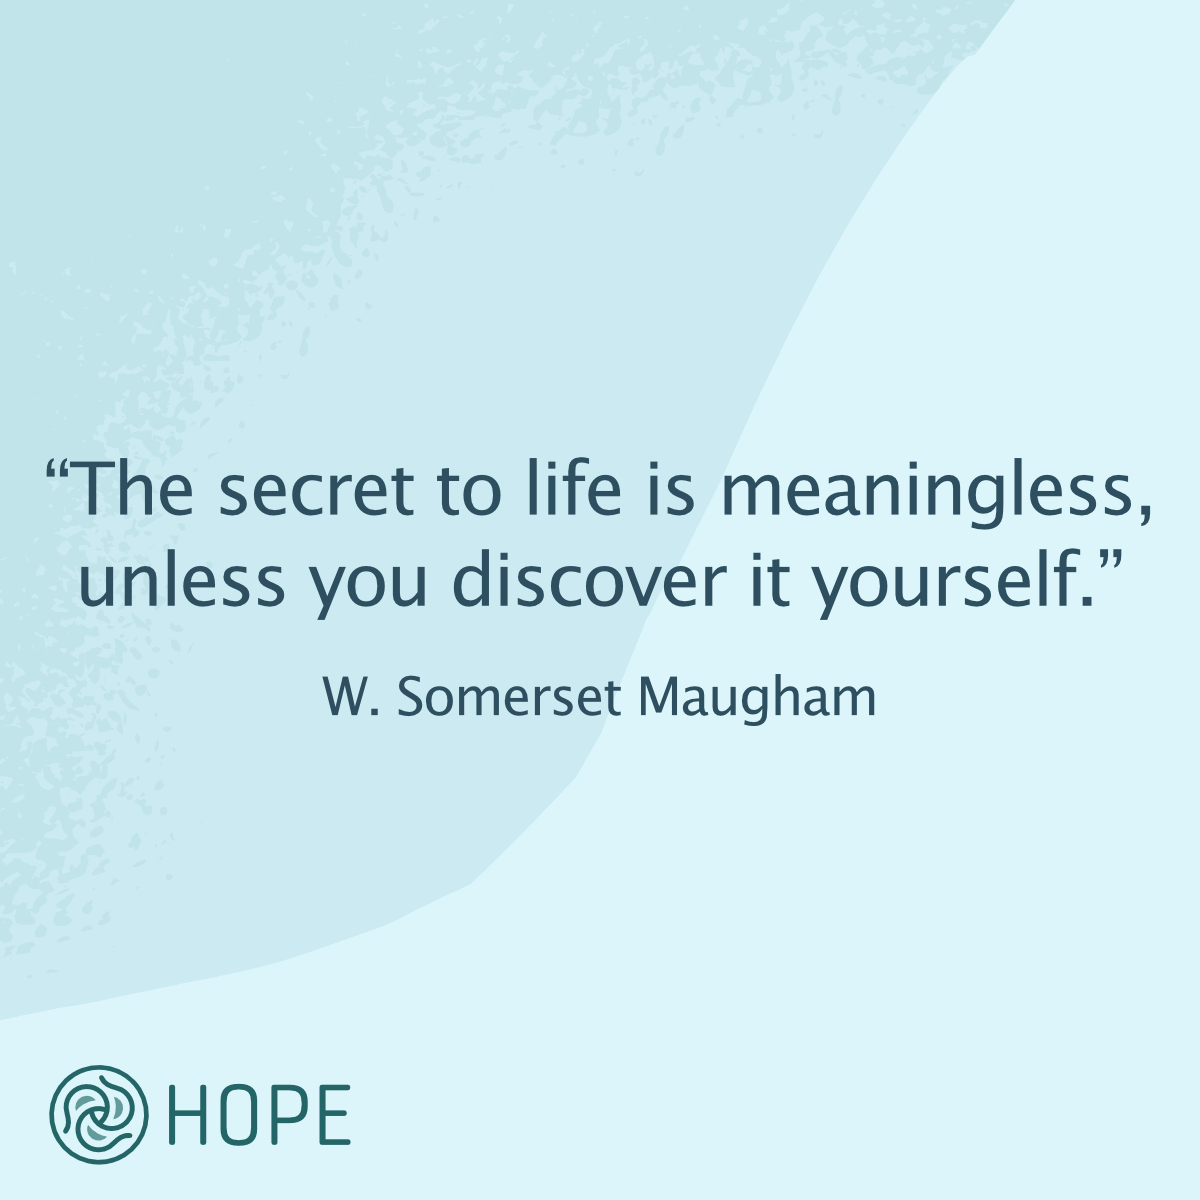 “The secret to life is meaningless,
unless you discover it yourself.”
W. Somerset Maugham
HOPE